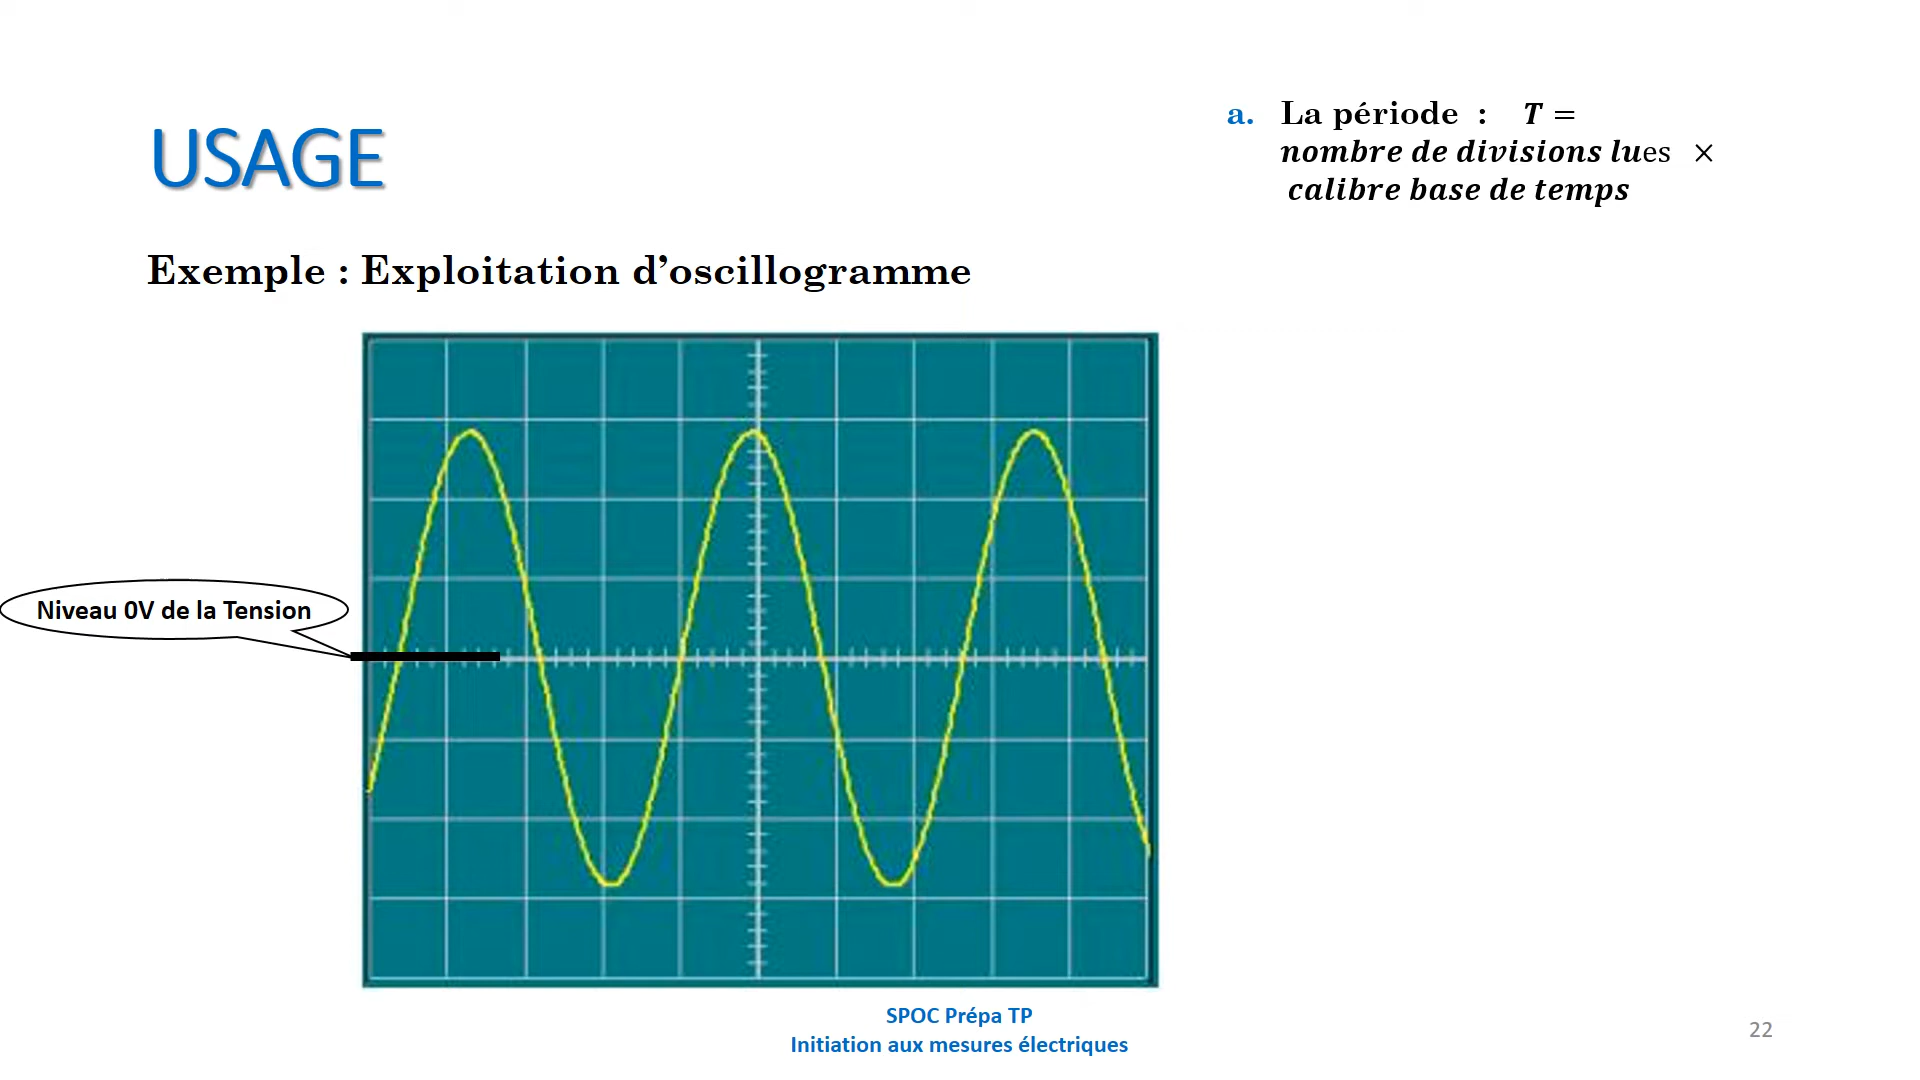 USAGE
a. La période : T =
nombre de divisions lues ×
calibre base de temps
Exemple : Exploitation d’oscillogramme
Niveau 0V de la Tension
SPOC Prépa TP
Initiation aux mesures électriques
22